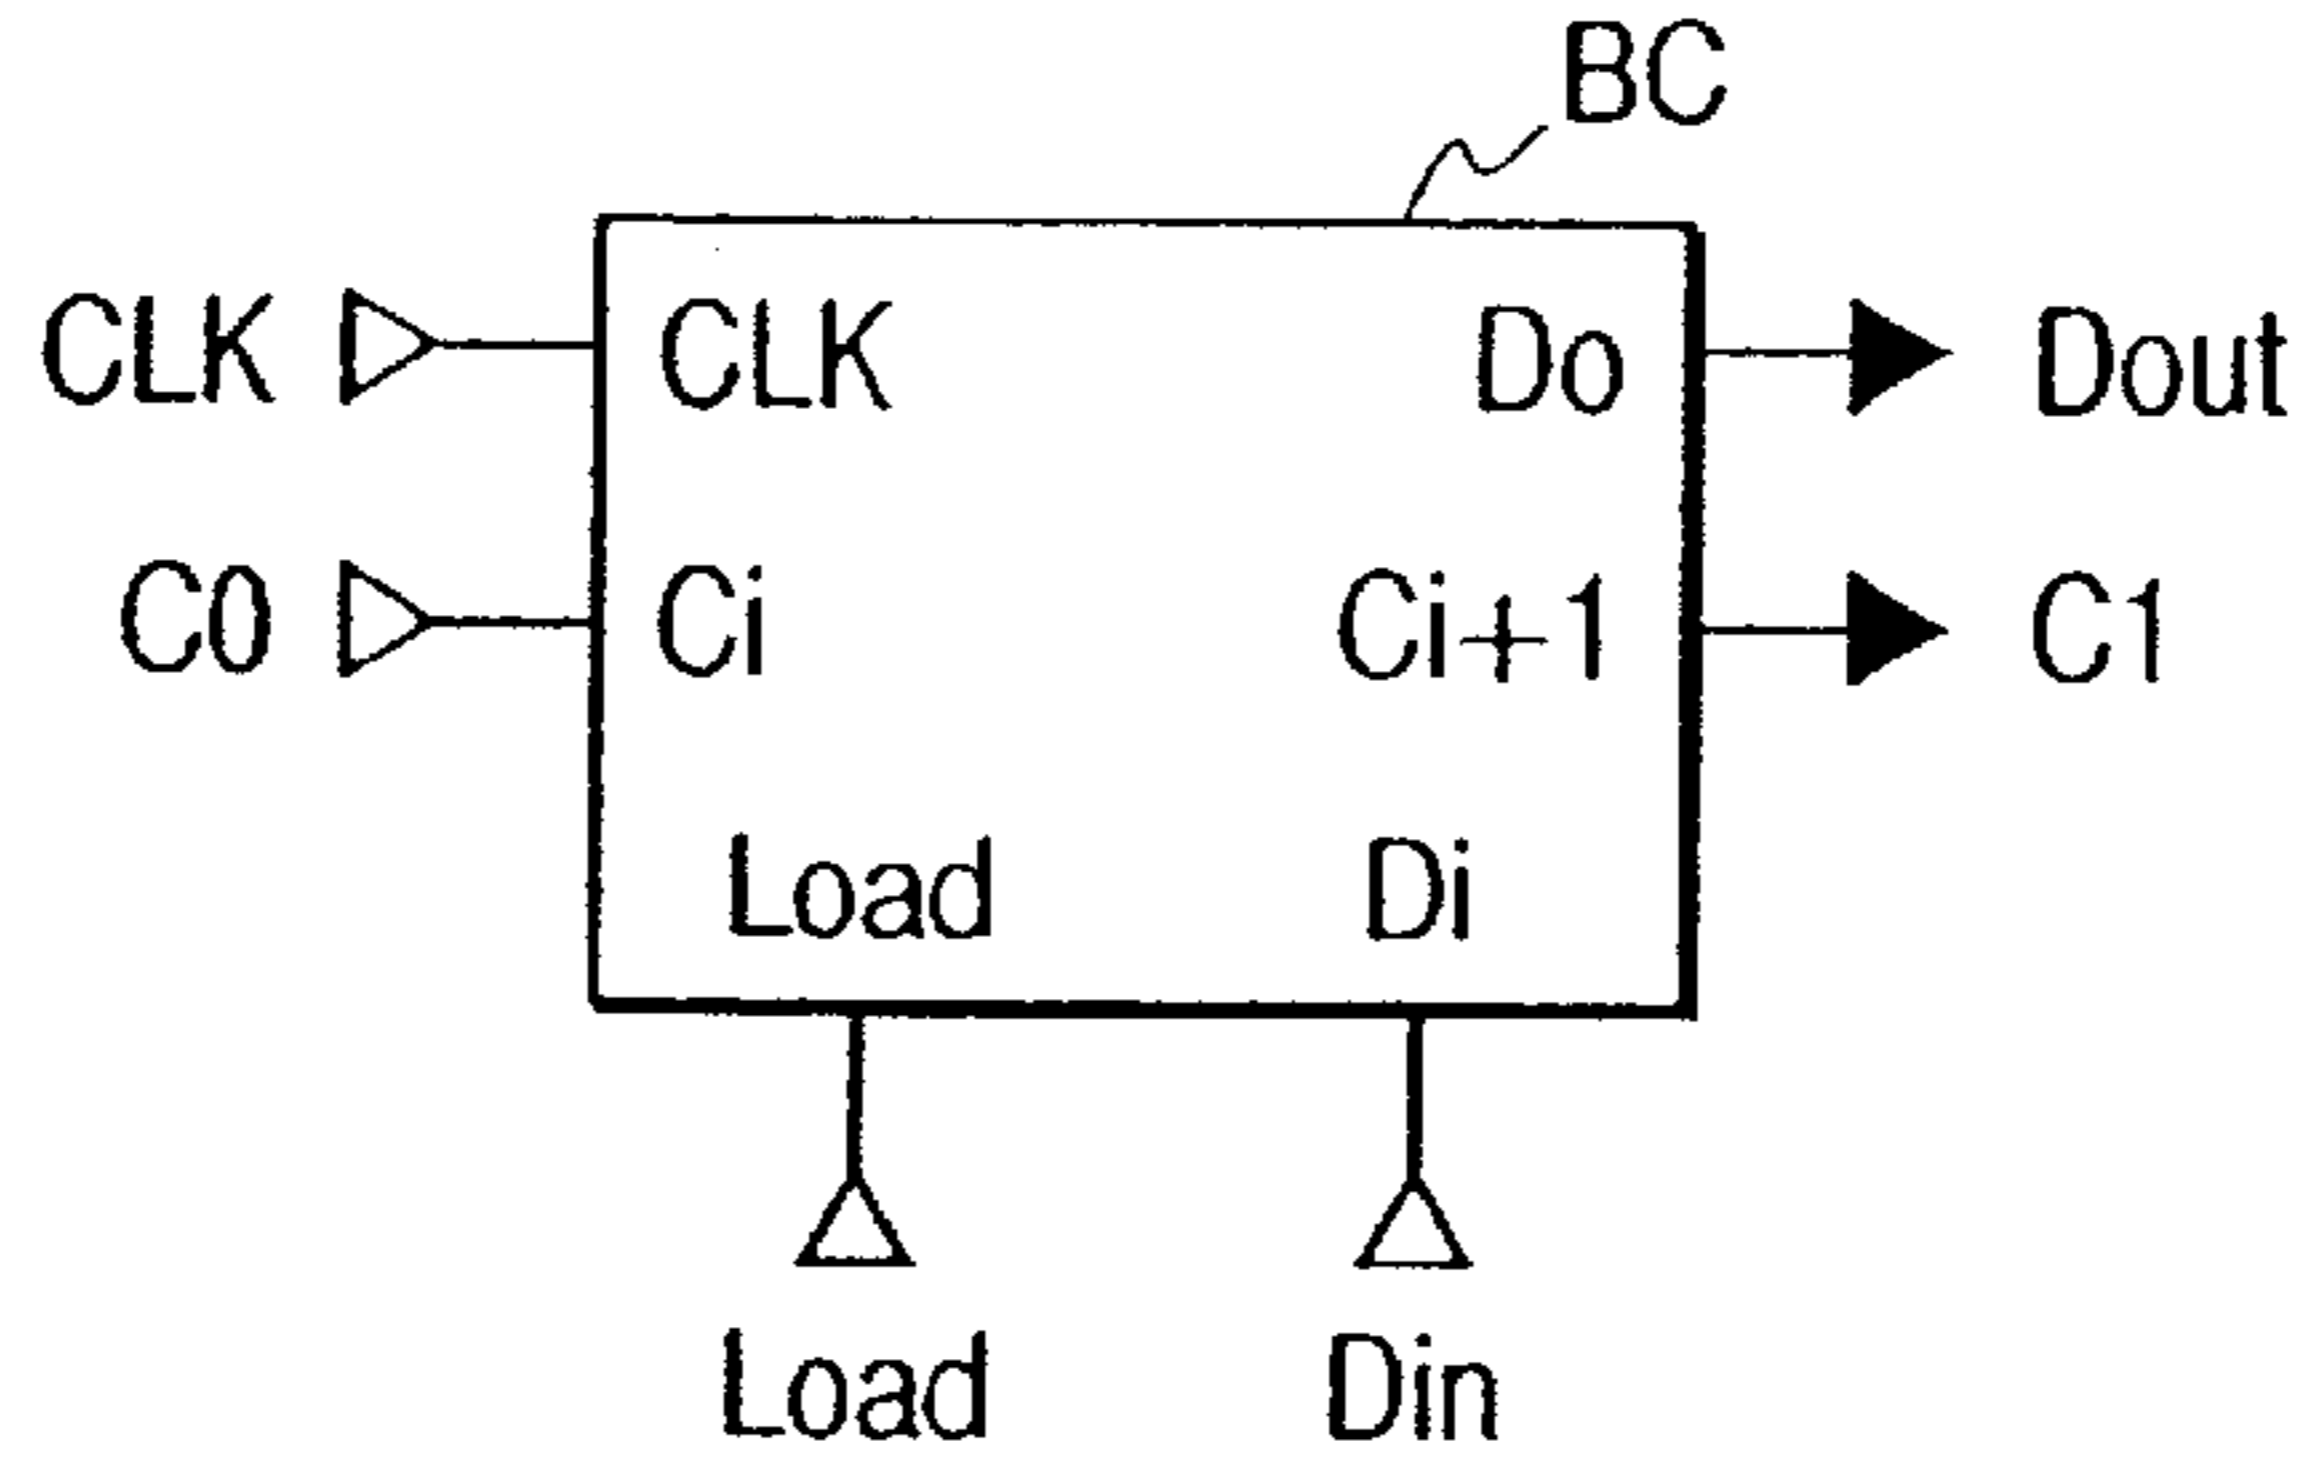 BC
CLK CLK Do Dout
C0 Ci Ci+1 C1
Load Di
Load Din